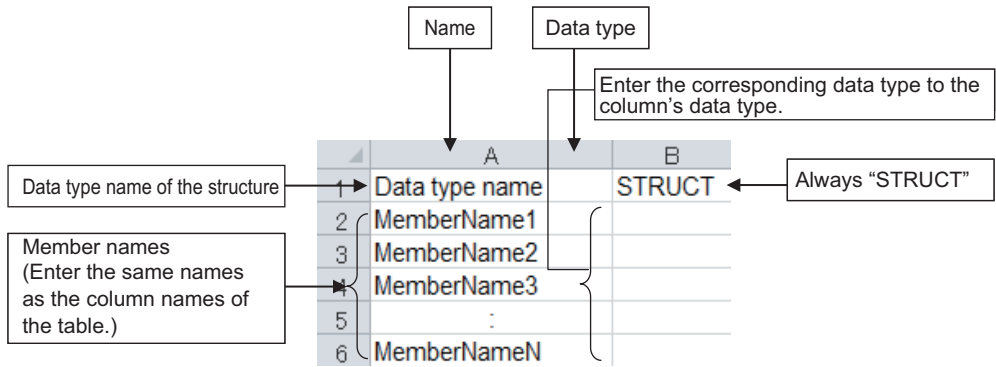 Name
Data type
Enter the corresponding data type to the
column's data type.
A
B
Data type name of the structure
1
Data type name
STRUCT
Always “STRUCT”
2
MemberName1
Member names
(Enter the same names
as the column names of
the table.)
3
MemberName2
4
MemberName3
5
:
6
MemberNameN